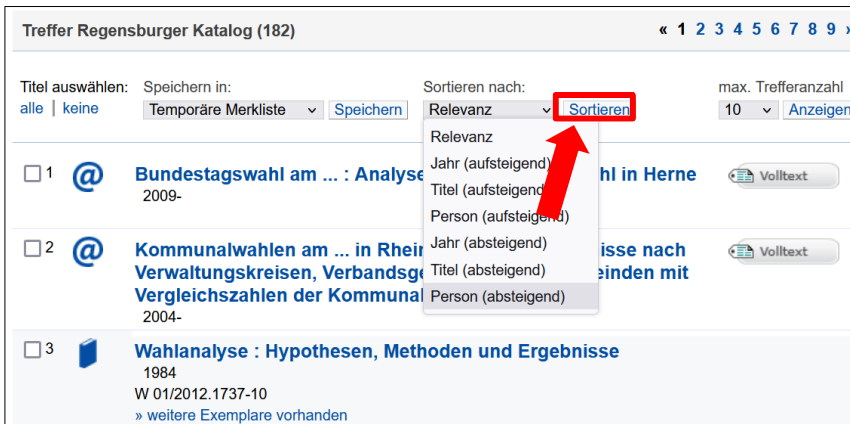 Treffer Regensburger Katalog (182) « 1 2 3 4 5 6 7 8 9
Titel auswählen: Speichern in: Sortieren nach: max. Trefferanzahl
alle | keine Temporäre Merkliste Speichern Relevanz Sortieren 10 Anzeigen
Relevanz
Jahr (aufsteigend)
Titel (aufsteigend)
Person (aufsteigend)
Jahr (absteigend)
Titel (absteigend)
Person (absteigend)
1 @ Bundestagswahl am ... : Analyse hl in Herne Volltext
2009-
2 @ Kommunalwahlen am ... in Rhei isse nach Volltext
Verwaltungskreisen, Verbandsge einden mit
Vergleichszahlen der Kommunal
2004-
3 Wahlanalyse : Hypothesen, Methoden und Ergebnisse
1984
W 01/2012.1737-10
» weitere Exemplare vorhanden